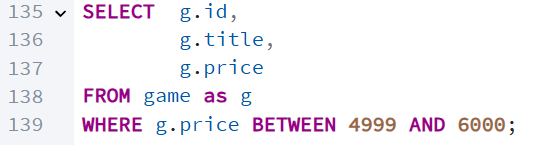 135 SELECT  g.id,
136         g.title,
137         g.price
138 FROM game as g
139 WHERE g.price BETWEEN 4999 AND 6000;